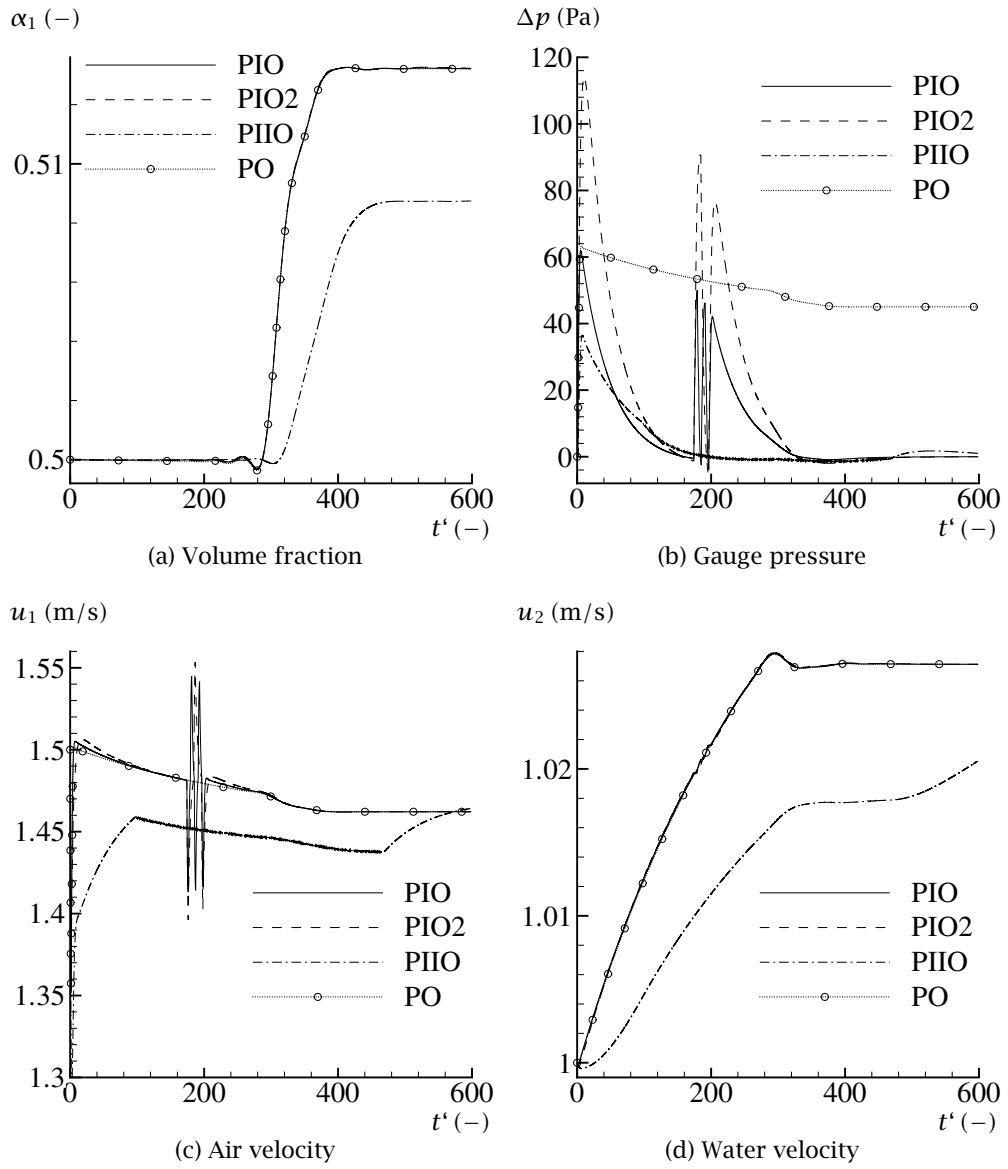 α₁ (−)
PIO
PIO2
PIIO
PO
0.51
0.5
0 200 400 600
t‘ (−)
(a) Volume fraction
Δp (Pa)
120
100
80
60
40
20
0
PIO
PIO2
PIIO
PO
0 200 400 600
t‘ (−)
(b) Gauge pressure
u₁ (m/s)
1.55
1.5
1.45
1.4
1.35
1.3
PIO
PIO2
PIIO
PO
0 200 400 600
t‘ (−)
(c) Air velocity
u₂ (m/s)
1.02
1.01
1
PIO
PIO2
PIIO
PO
0 200 400 600
t‘ (−)
(d) Water velocity